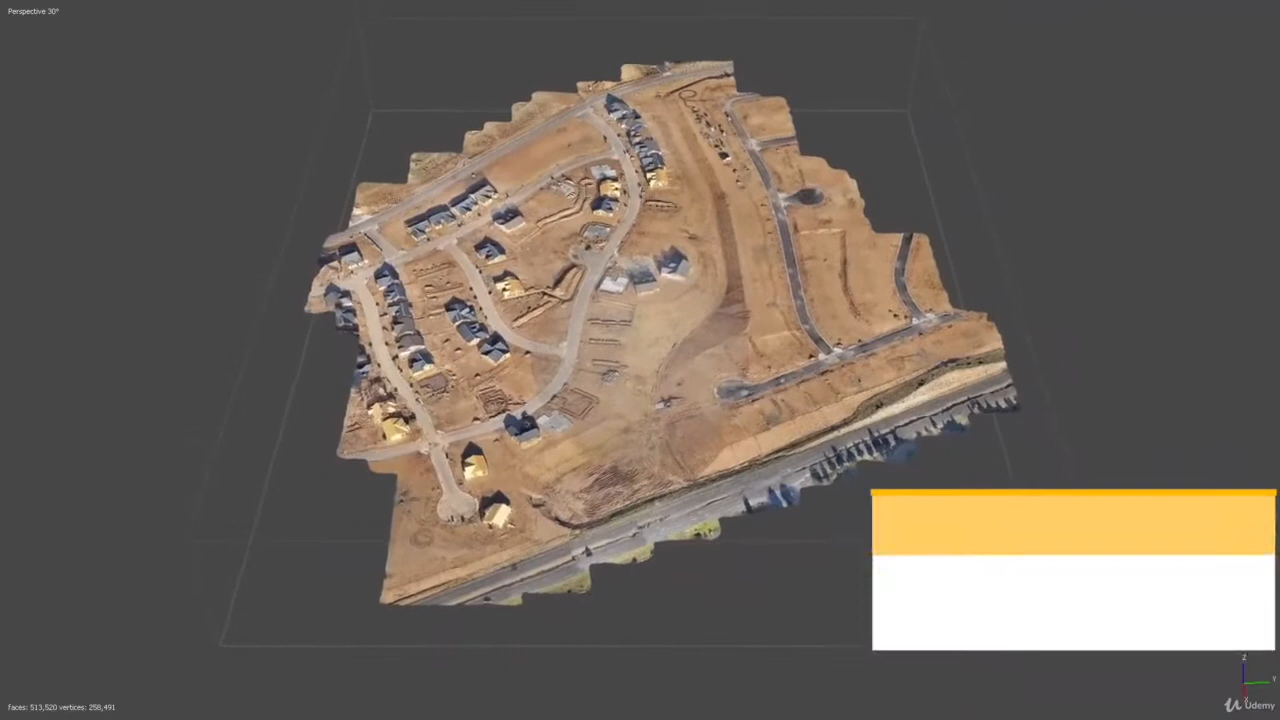 Perspective 30°
faces: 513,520 vertices: 258,491
Z
Y
X
Udemy